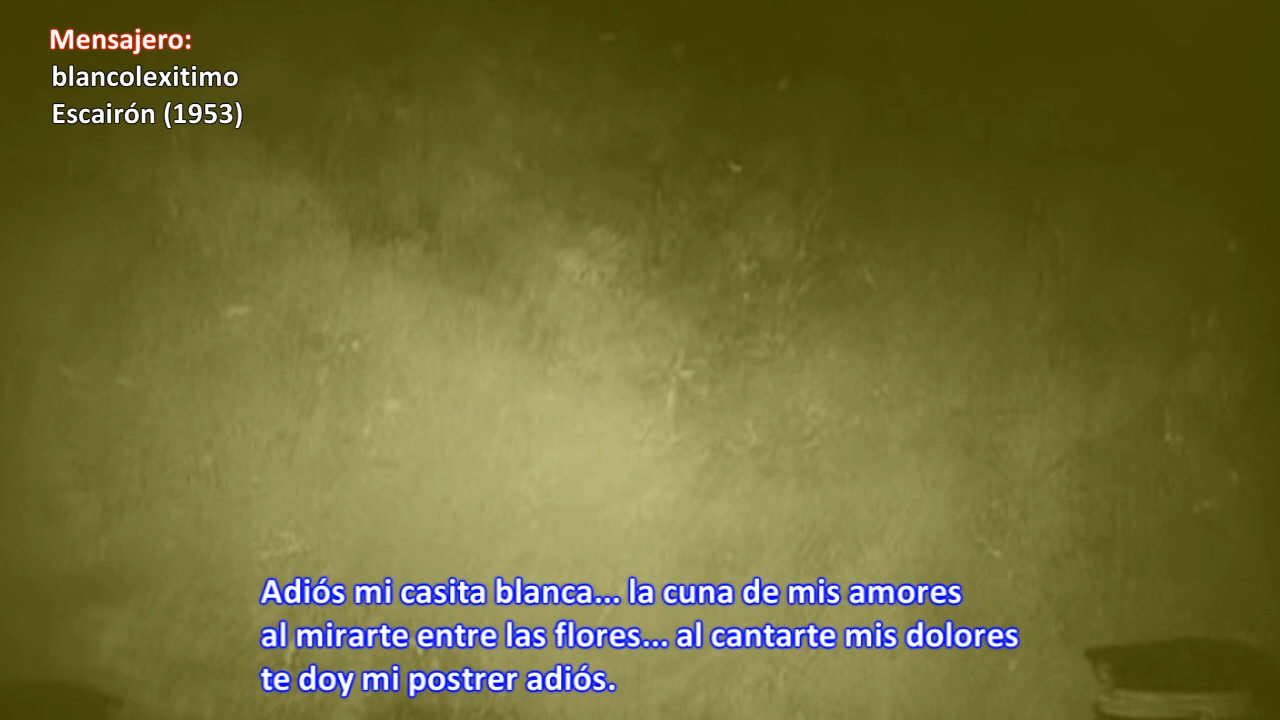 Mensajero:
blancolexitimo
Escairón (1953)
Adiós mi casita blanca... la cuna de mis amores
al mirarte entre las flores... al cantarte mis dolores
te doy mi postrer adiós.